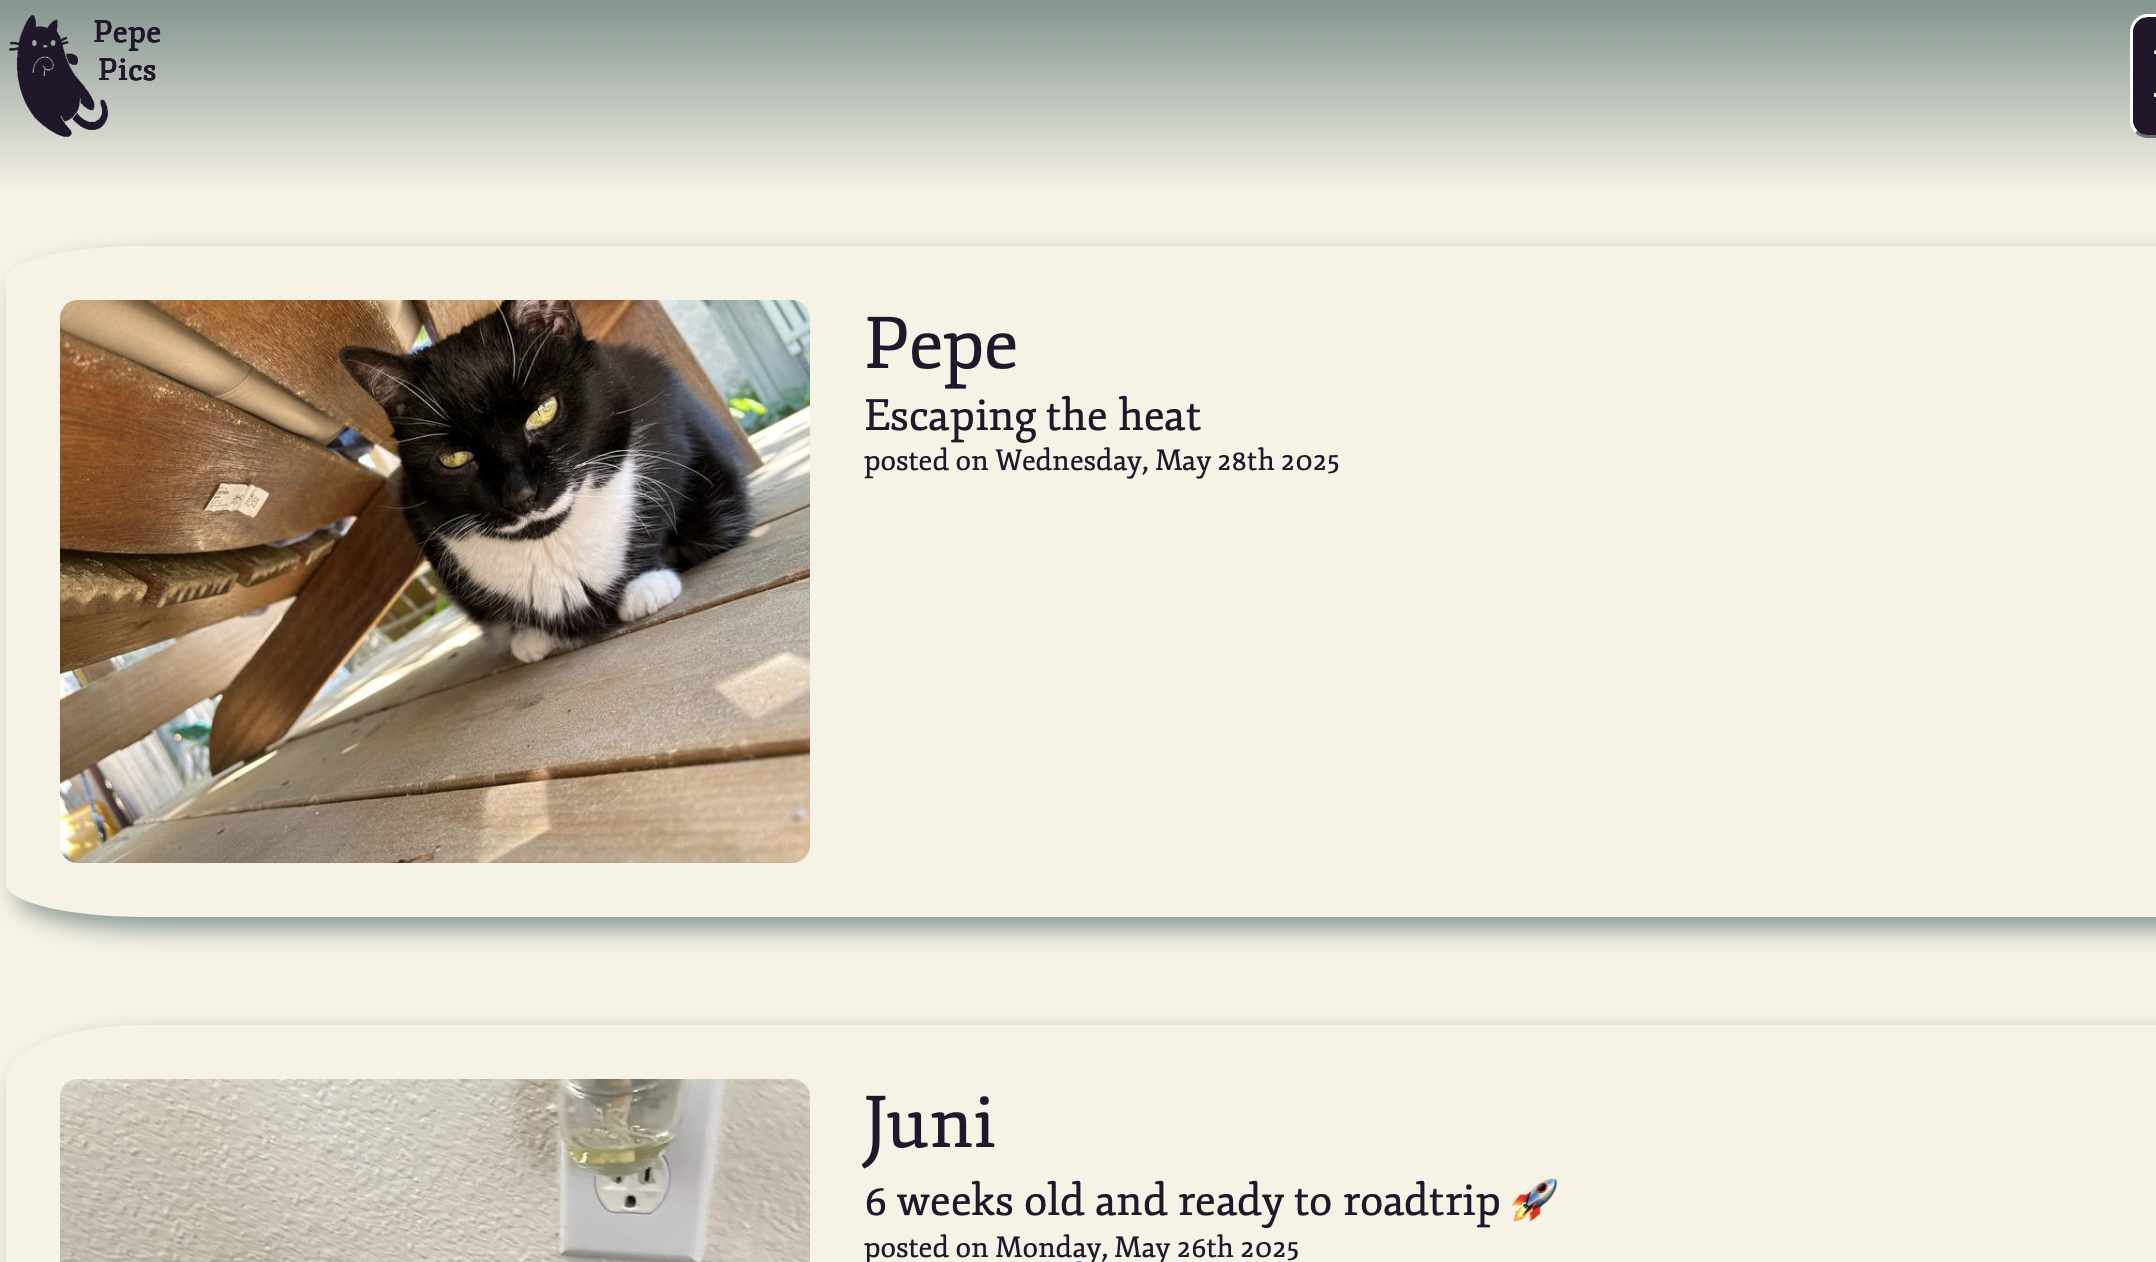 Pepe
Pics
Pepe
Escaping the heat
posted on Wednesday, May 28th 2025
Juni
6 weeks old and ready to roadtrip 🚀
posted on Monday, May 26th 2025